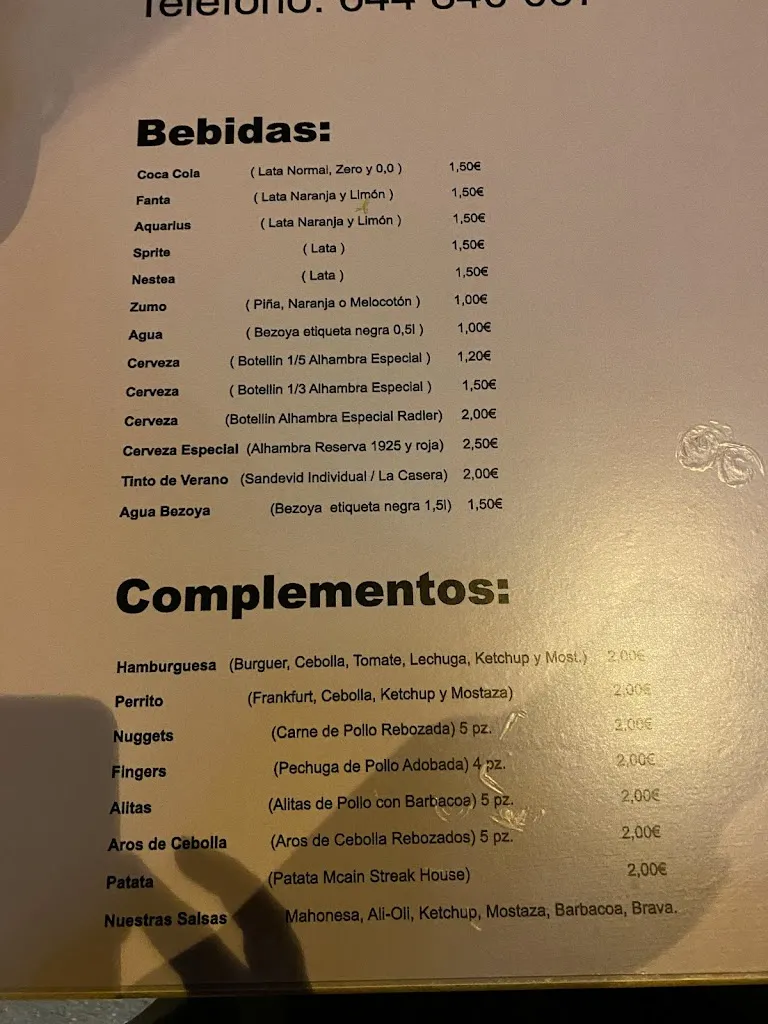 Teléfono: 644
Bebidas:
Coca Cola ( Lata Normal, Zero y 0,0 ) 1,50€
Fanta ( Lata Naranja y Limón ) 1,50€
Aquarius ( Lata Naranja y Limón ) 1,50€
Sprite ( Lata ) 1,50€
Nestea ( Lata ) 1,50€
Zumo ( Piña, Naranja o Melocotón ) 1,00€
Agua ( Bezoya etiqueta negra 0,5l ) 1,00€
Cerveza ( Botellin 1/5 Alhambra Especial ) 1,20€
Cerveza ( Botellin 1/3 Alhambra Especial ) 1,50€
Cerveza (Botellin Alhambra Especial Radler) 2,00€
Cerveza Especial (Alhambra Reserva 1925 y roja) 2,50€
Tinto de Verano (Sandevid Individual / La Casera) 2,00€
Agua Bezoya (Bezoya etiqueta negra 1,5l) 1,50€
Complementos:
Hamburguesa (Burguer, Cebolla, Tomate, Lechuga, Ketchup y Most.) 2,00€
Perrito (Frankfurt, Cebolla, Ketchup y Mostaza) 2,00€
Nuggets (Carne de Pollo Rebozada) 5 pz. 2,00€
Fingers (Pechuga de Pollo Adobada) 4 pz. 2,00€
Alitas (Alitas de Pollo con Barbacoa) 5 pz. 2,00€
Aros de Cebolla (Aros de Cebolla Rebozados) 5 pz. 2,00€
Patata (Patata Mcain Streak House) 2,00€
Nuestras Salsas Mahonesa, Ali-Oli, Ketchup, Mostaza, Barbacoa, Brava.